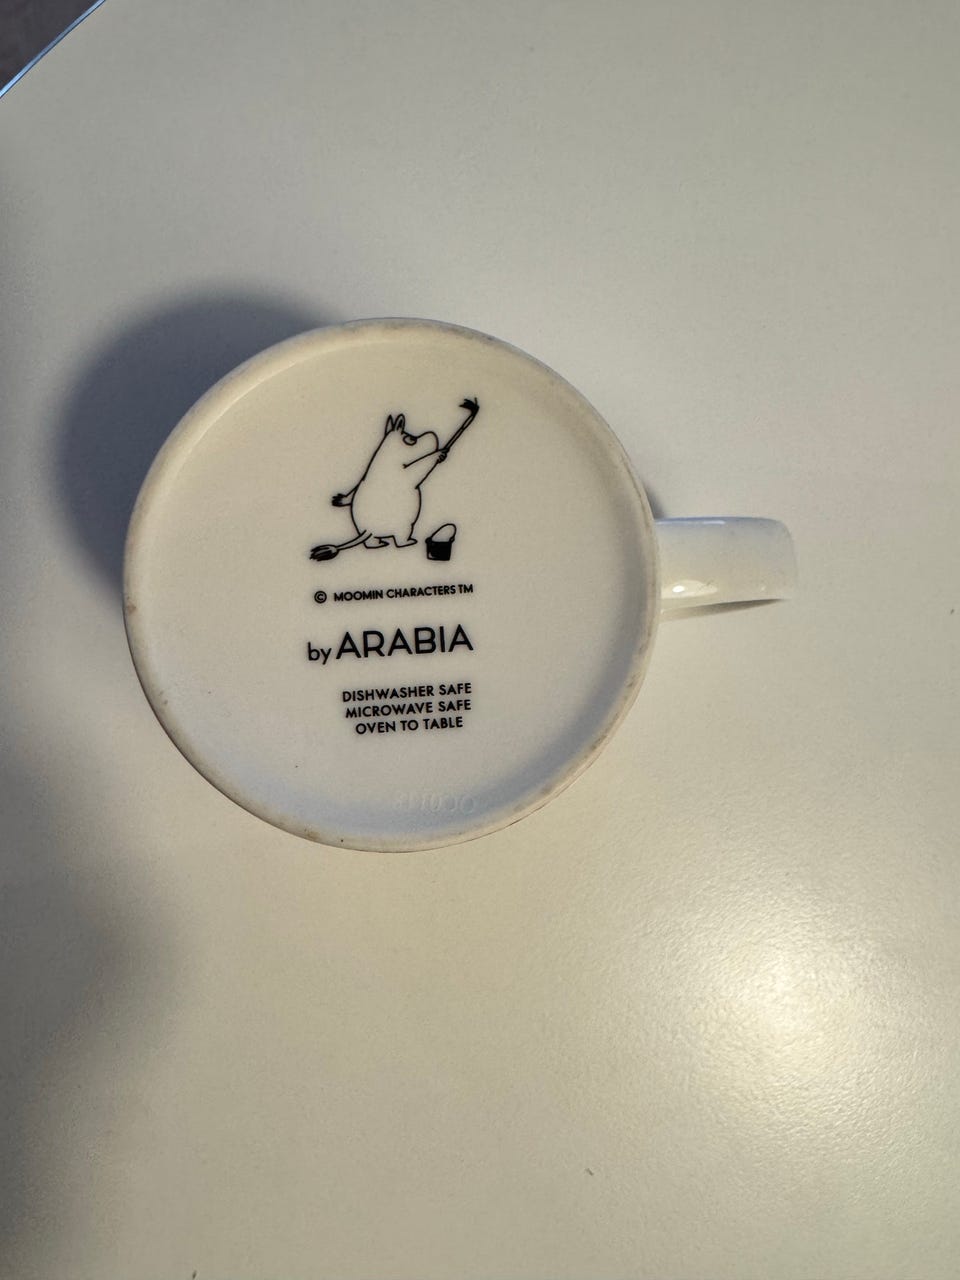 © MOOMIN CHARACTERS TM
by ARABIA
DISHWASHER SAFE
MICROWAVE SAFE
OVEN TO TABLE